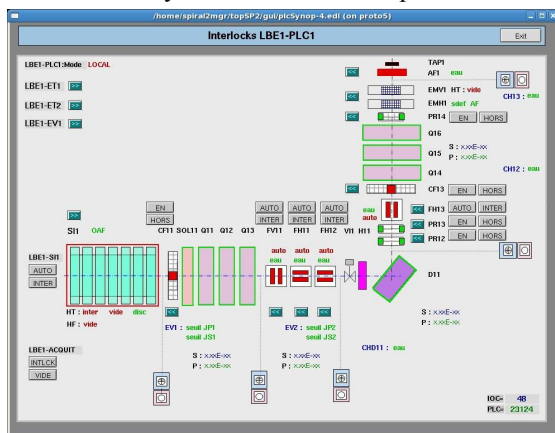 /home/spiral2mgr/topSP2/gui/plcSynop-4.edl (on proto5)
Interlocks LBE1-PLC1
Exit
LBE1-PLC1:Mode LOCAL
LBE1-ET1 >>
LBE1-ET2 >>
LBE1-EV1 >>
TAP1
<< AF1 eau
<< EMV1 HT : vide
CH13 : eau
EMH1 sdef AF
<< PR14 EN HORS
Q16
Q15 S : x.xxE-xx
P : x.xxE-xx
Q14 CH12 : eau
<< CF13 EN HORS
eau
auto
<< FH13 AUTO INTER
<< PR13 EN HORS
<< PR12 EN HORS
>>
EN
HORS
AUTO
INTER
AUTO
INTER
AUTO
INTER
SI1 OAF CF11 SOL11 Q11 Q12 Q13 FV11 FH11 FH12 VI1 H11
LBE1-SI1
AUTO
INTER
auto auto auto
eau eau eau
D11
HT : inter vide disc
HF : vide
<< << << <<
EV1 : seuil JP1
seuil JS1
EV2 : seuil JP2
seuil JS2
S : x.xxE-xx
P : x.xxE-xx
S : x.xxE-xx
P : x.xxE-xx
S : x.xxE-xx
P : x.xxE-xx
CHD11 : eau
LBE1-ACQUIT
INTLCK
VIDE
IOC= 48
PLC= 23124